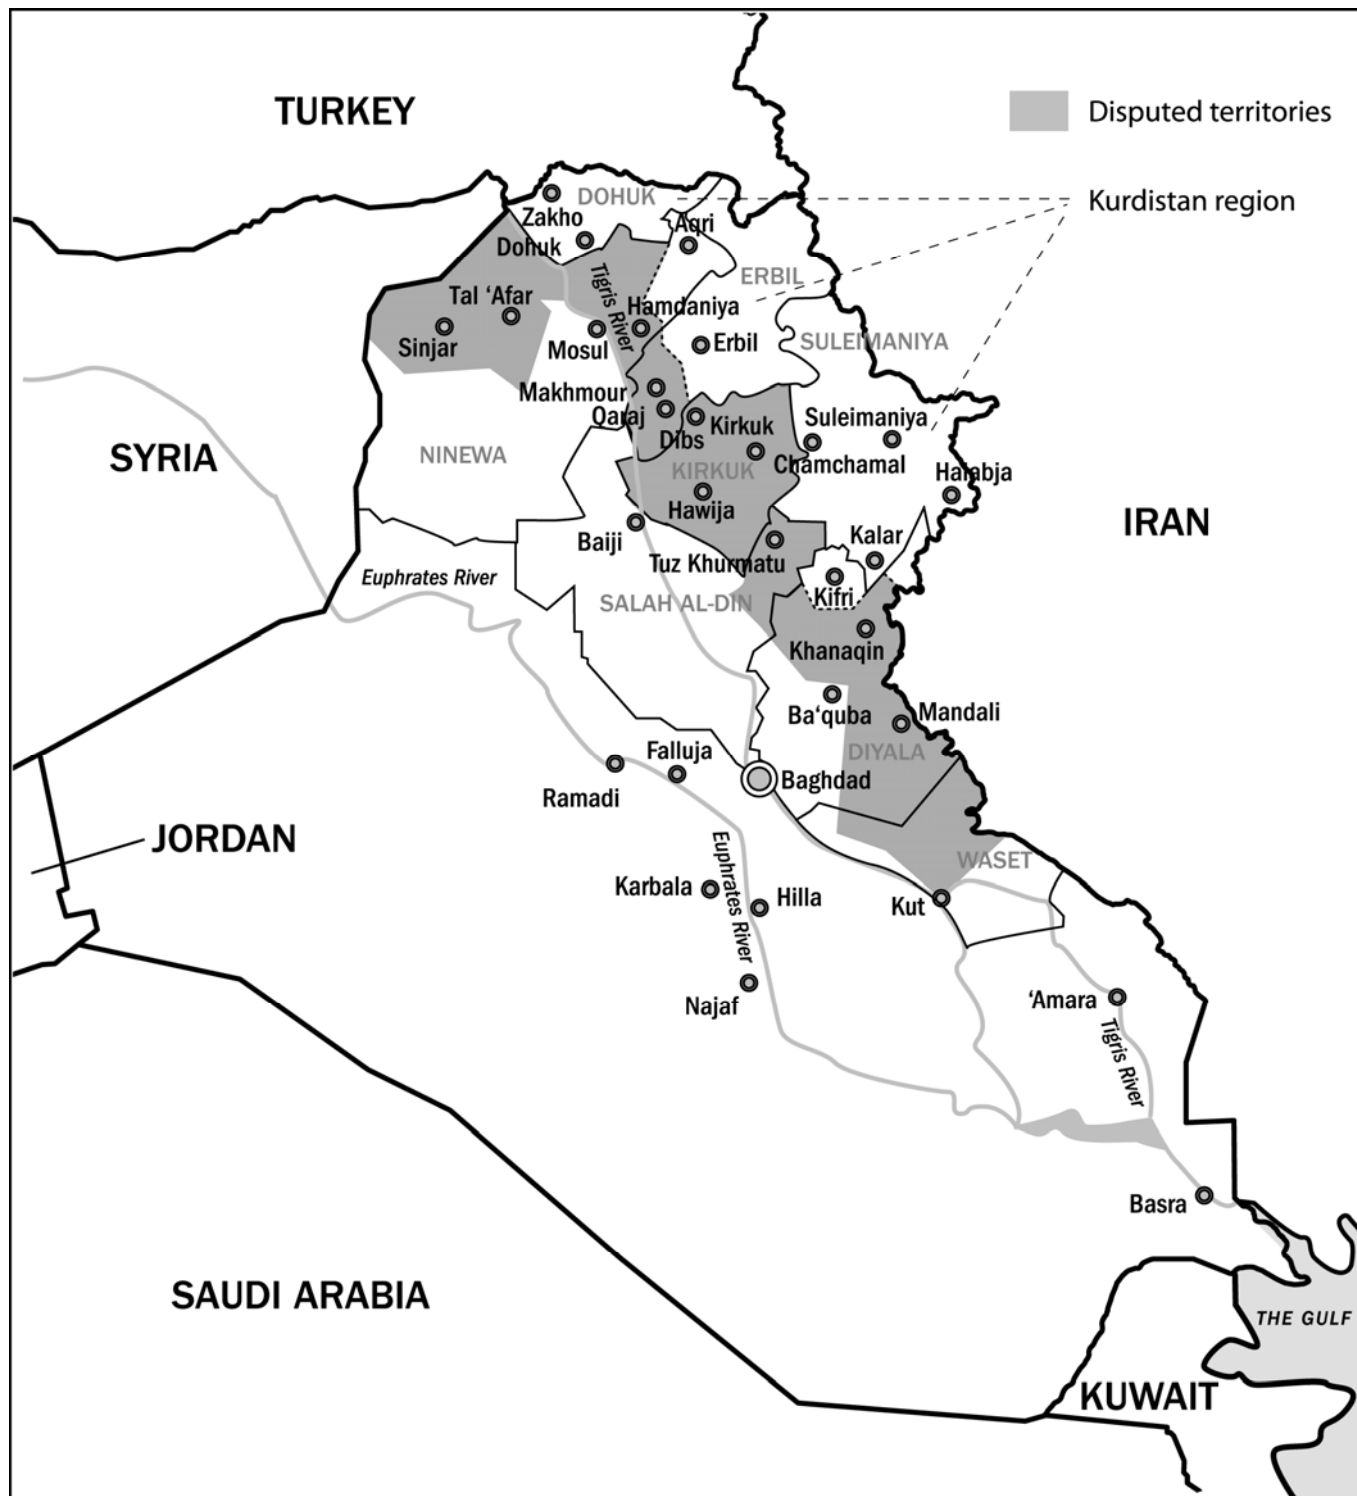 TURKEY
Disputed territories
DOHUK
Kurdistan region
Zakho
Aqri
Dohuk
ERBIL
Tigris River
Tal ‘Afar
Hamdaniya
Sinjar
Mosul
Erbil
SULEIMANIYA
Makhmour
Qaraj
Suleimaniya
Dibs
Kirkuk
SYRIA
NINEWA
KIRKUK
Chamchamal
Halabja
Hawija
IRAN
Baiji
Kalar
Tuz Khurmatu
Euphrates River
SALAH AL-DIN
Kifri
Khanaqin
Ba‘quba
Mandali
Falluja
DIYALA
Ramadi
Baghdad
JORDAN
Euphrates River
WASET
Karbala
Hilla
Kut
Najaf
‘Amara
Tigris River
Basra
SAUDI ARABIA
THE GULF
KUWAIT